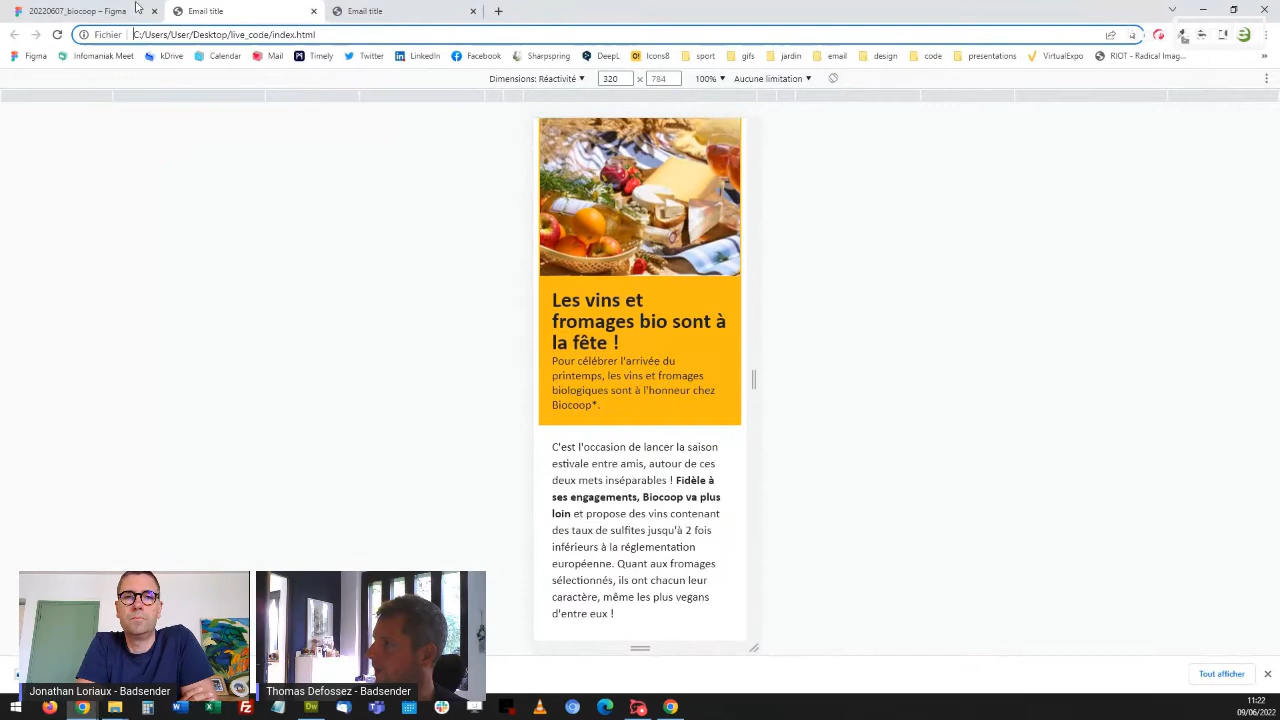 20220607_biocoop – Figma
Email title
Email title
Fichier
C:/Users/User/Desktop/live_code/index.html
Figma
Infomaniak Meet
kDrive
Calendar
Mail
Timely
Twitter
LinkedIn
Facebook
Sharpspring
DeepL
Icons8
sport
gifs
jardin
email
design
code
presentations
VirtualExpo
RIOT - Radical Imag...
Dimensions: Réactivité
320 × 784
100%
Aucune limitation
Les vins et
fromages bio sont à
la fête !
Pour célébrer l'arrivée du
printemps, les vins et fromages
biologiques sont à l'honneur chez
Biocoop*.
C'est l'occasion de lancer la saison
estivale entre amis, autour de ces
deux mets inséparables ! Fidèle à
ses engagements, Biocoop va plus
loin et propose des vins contenant
des taux de sulfites jusqu'à 2 fois
inférieurs à la réglementation
européenne. Quant aux fromages
sélectionnés, ils ont chacun leur
caractère, même les plus vegans
d'entre eux !
Tout afficher
Jonathan Loriaux - Badsender
Thomas Defossez - Badsender
11:22
09/06/2022